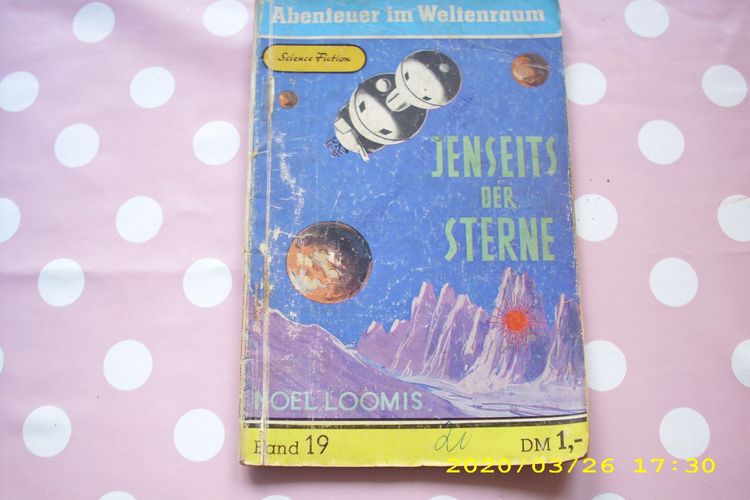 Abenteuer im Weltenraum
Science Fiction
JENSEITS
DER
STERNE
NOEL LOOMIS
Band 19
DM 1,-
2020/03/26 17:30